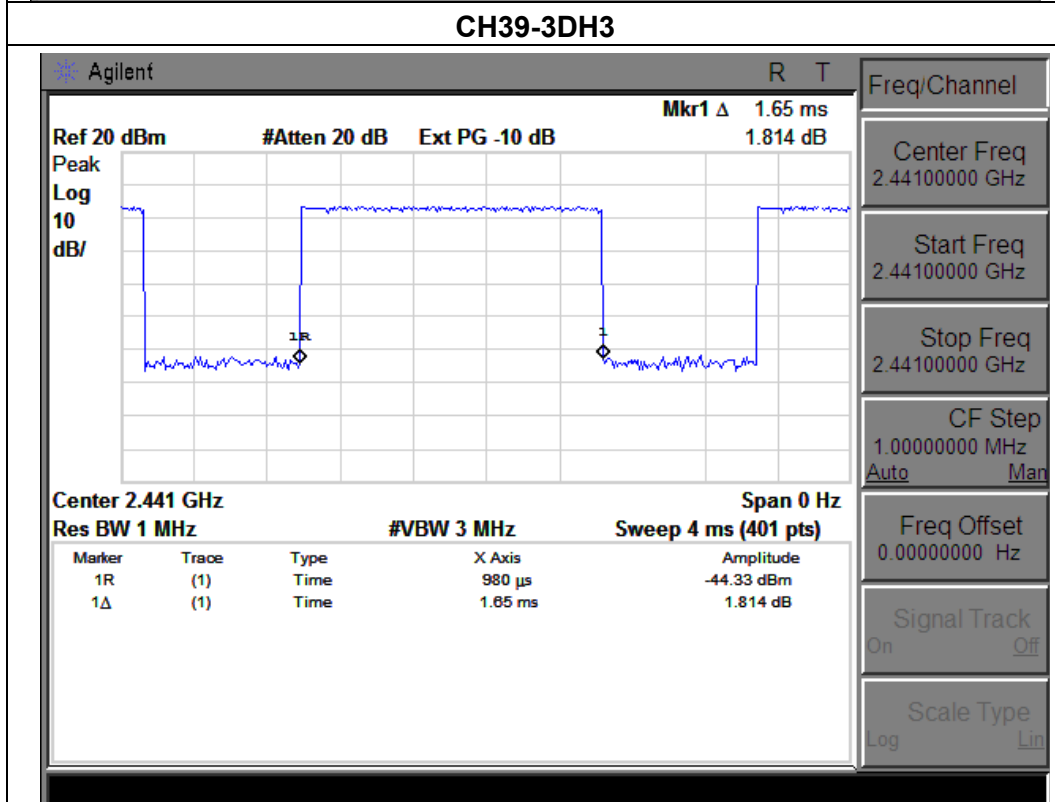 CH39-3DH3
Agilent R T
Mkr1 Δ 1.65 ms
Ref 20 dBm #Atten 20 dB Ext PG -10 dB 1.814 dB
Peak
Log
10
dB/
1R
1
Center 2.441 GHz Span 0 Hz
Res BW 1 MHz #VBW 3 MHz Sweep 4 ms (401 pts)
Marker Trace Type X Axis Amplitude
1R (1) Time 980 µs -44.33 dBm
1Δ (1) Time 1.65 ms 1.814 dB
Freq/Channel
Center Freq
2.44100000 GHz
Start Freq
2.44100000 GHz
Stop Freq
2.44100000 GHz
CF Step
1.00000000 MHz
Auto Man
Freq Offset
0.00000000 Hz
Signal Track
On Off
Scale Type
Log Lin